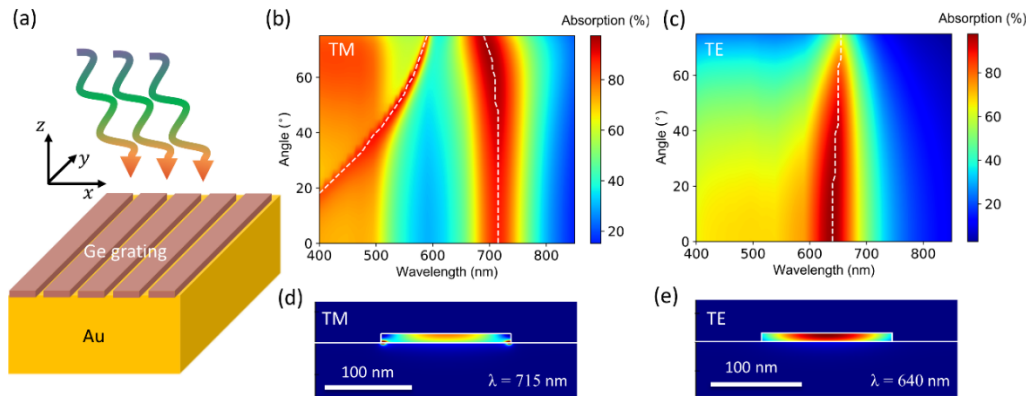 (a)
z
y
x
Ge grating
Au
(b)
Absorption (%)
TM
Angle (°)
60
40
20
0
400 500 600 700 800
Wavelength (nm)
80
60
40
20
(c)
Absorption (%)
TE
Angle (°)
60
40
20
0
400 500 600 700 800
Wavelength (nm)
80
60
40
20
(d)
TM
100 nm
λ = 715 nm
(e)
TE
100 nm
λ = 640 nm